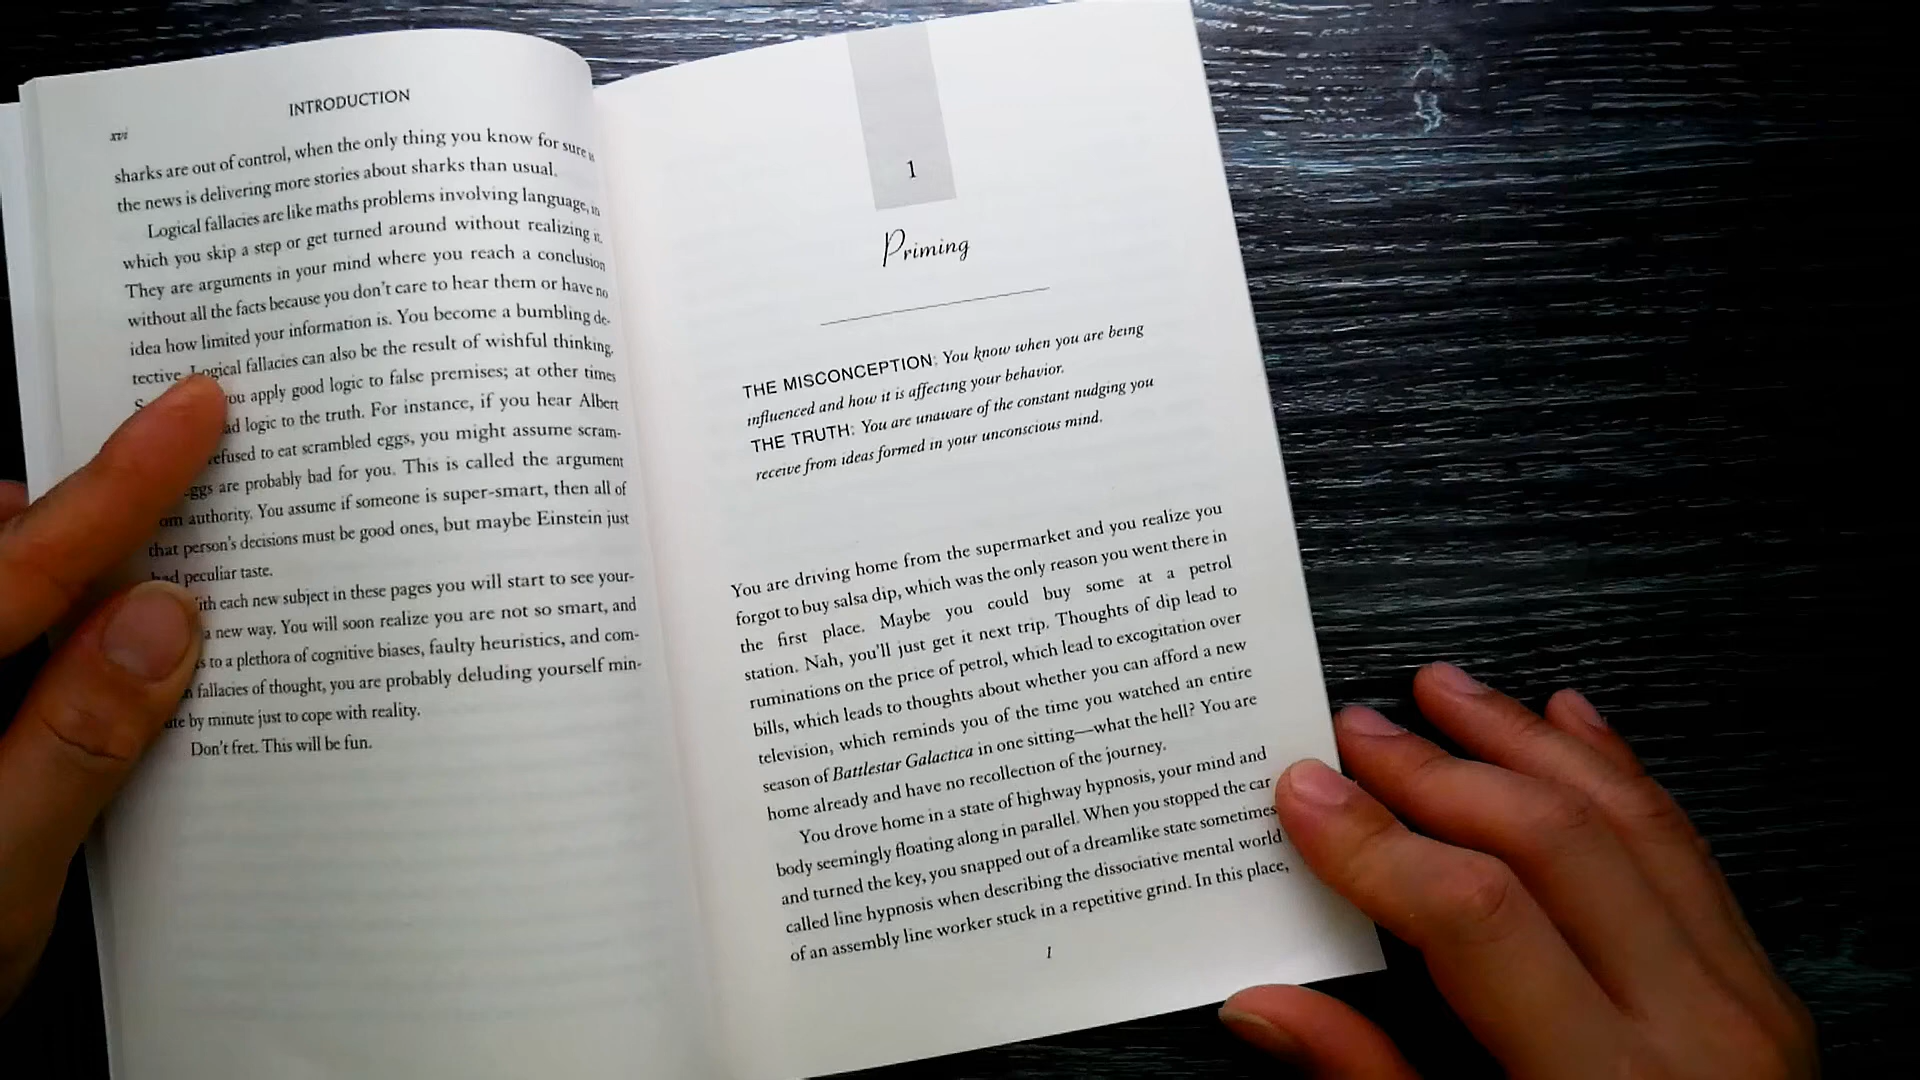 xvi
INTRODUCTION
sharks are out of control, when the only thing you know for sure is
the news is delivering more stories about sharks than usual.
Logical fallacies are like maths problems involving language, in
which you skip a step or get turned around without realizing it.
They are arguments in your mind where you reach a conclusion
without all the facts because you don't care to hear them or have no
idea how limited your information is. You become a bumbling de-
tective. Logical fallacies can also be the result of wishful thinking.
you apply good logic to false premises; at other times
logic to the truth. For instance, if you hear Albert
refused to eat scrambled eggs, you might assume scram-
eggs are probably bad for you. This is called the argument
authority. You assume if someone is super-smart, then all of
that person's decisions must be good ones, but maybe Einstein just
had peculiar taste.
each new subject in these pages you will start to see your-
a new way. You will soon realize you are not so smart, and
to a plethora of cognitive biases, faulty heuristics, and com-
fallacies of thought, you are probably deluding yourself min-
ute by minute just to cope with reality.
Don't fret. This will be fun.
1
Priming
THE MISCONCEPTION: You know when you are being
influenced and how it is affecting your behavior.
THE TRUTH: You are unaware of the constant nudging you
receive from ideas formed in your unconscious mind.
You are driving home from the supermarket and you realize you
forgot to buy salsa dip, which was the only reason you went there in
the first place. Maybe you could buy some at a petrol
station. Nah, you'll just get it next trip. Thoughts of dip lead to
ruminations on the price of petrol, which lead to excogitation over
bills, which leads to thoughts about whether you can afford a new
television, which reminds you of the time you watched an entire
season of Battlestar Galactica in one sitting—what the hell? You are
home already and have no recollection of the journey.
You drove home in a state of highway hypnosis, your mind and
body seemingly floating along in parallel. When you stopped the car
and turned the key, you snapped out of a dreamlike state sometimes
called line hypnosis when describing the dissociative mental world
of an assembly line worker stuck in a repetitive grind. In this place,
1